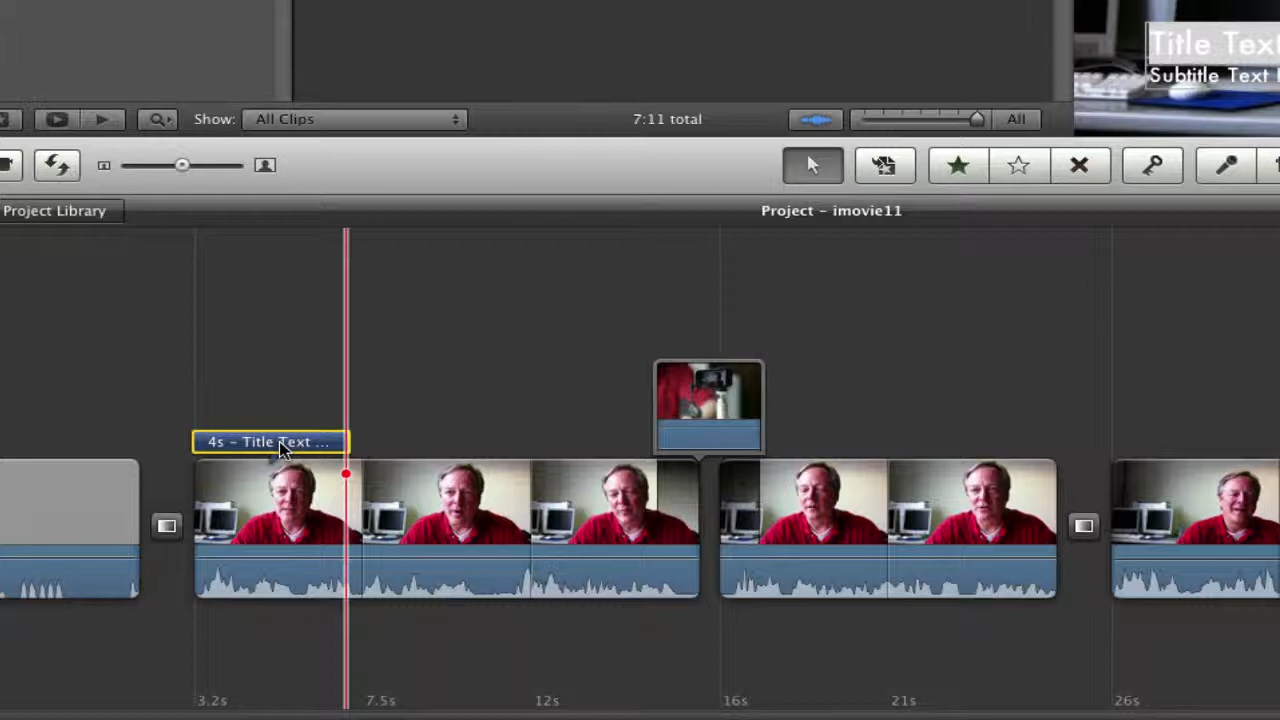 Title Text
Subtitle Text
Show: All Clips 7:11 total All
Project Library Project - imovie11
4s - Title Text ...
3.2s 7.5s 12s 16s 21s 26s